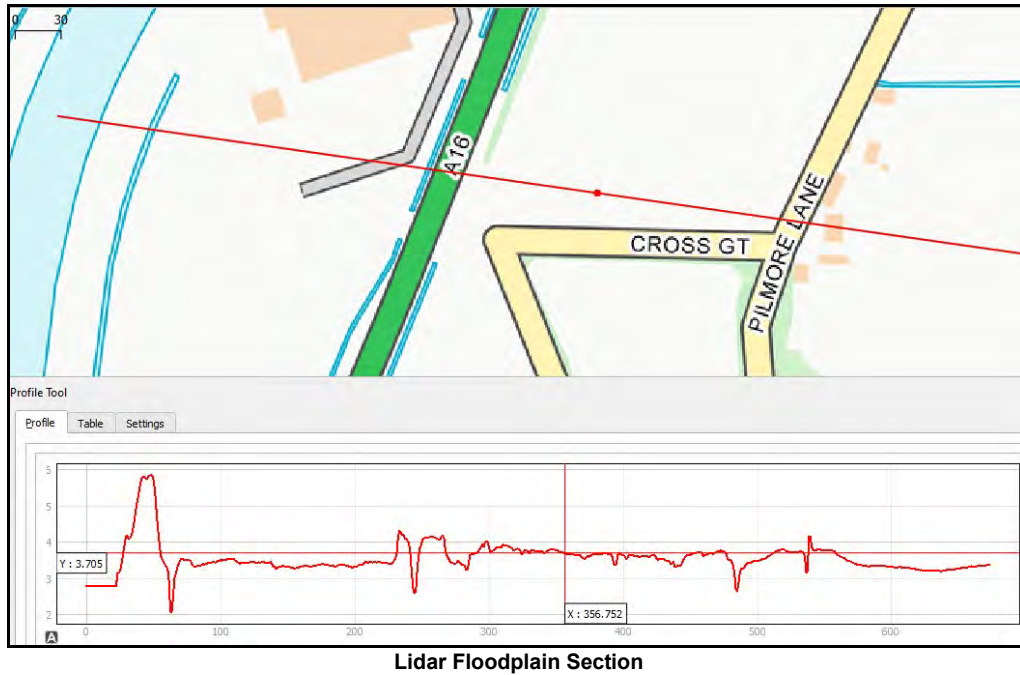 0 30
A16
CROSS GT
PILMORE LANE
Profile Tool
Profile Table Settings
5
5
4
Y : 3.705
3
X : 356.752
2
A
0 100 200 300 400 500 600
Lidar Floodplain Section